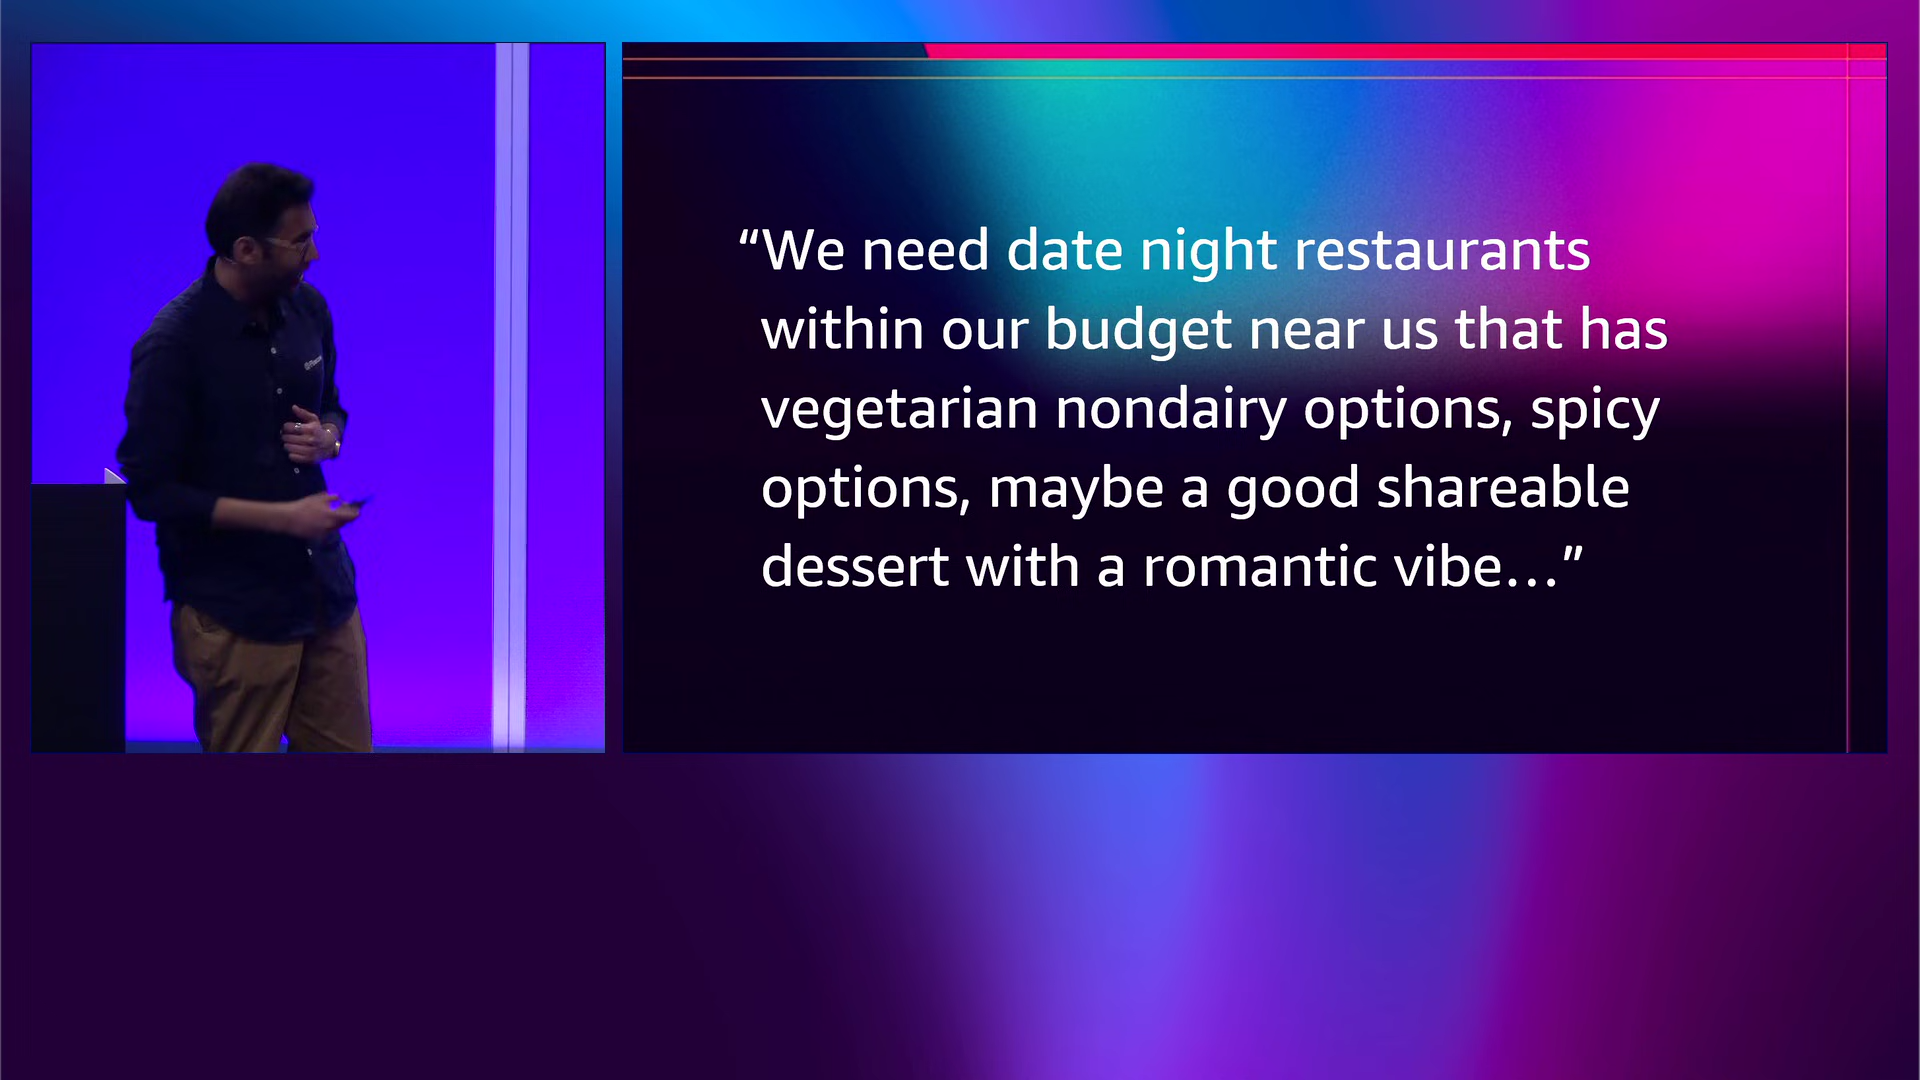 “We need date night restaurants
within our budget near us that has
vegetarian nondairy options, spicy
options, maybe a good shareable
dessert with a romantic vibe…”